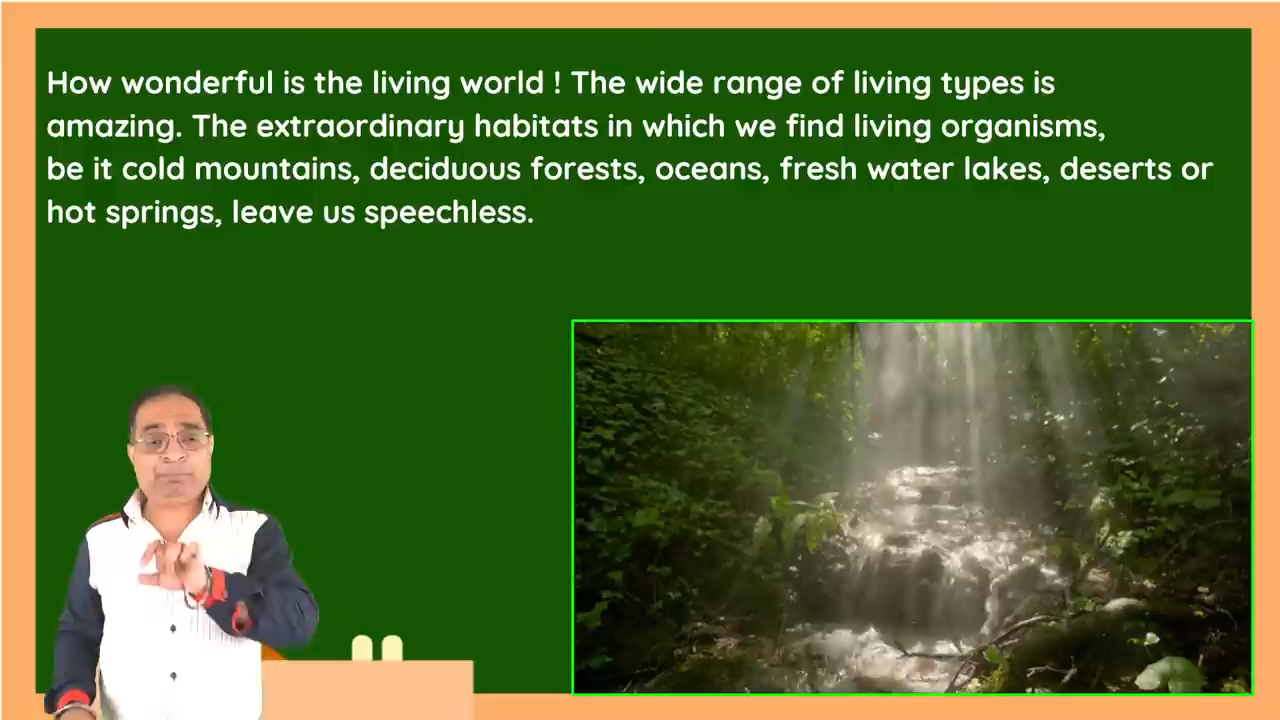 How wonderful is the living world ! The wide range of living types is
amazing. The extraordinary habitats in which we find living organisms,
be it cold mountains, deciduous forests, oceans, fresh water lakes, deserts or
hot springs, leave us speechless.